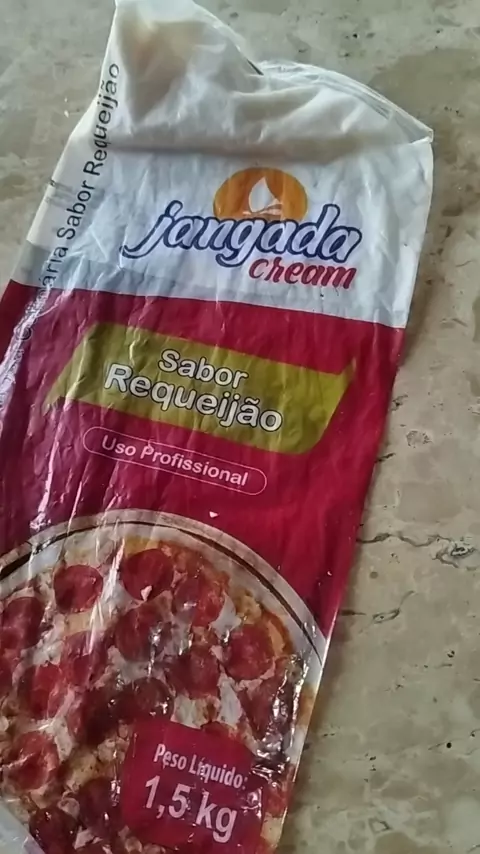 jangada
cream
Sabor
Requeijão
Uso Profissional
Peso Líquido:
1,5 kg
Sabor Requeijão